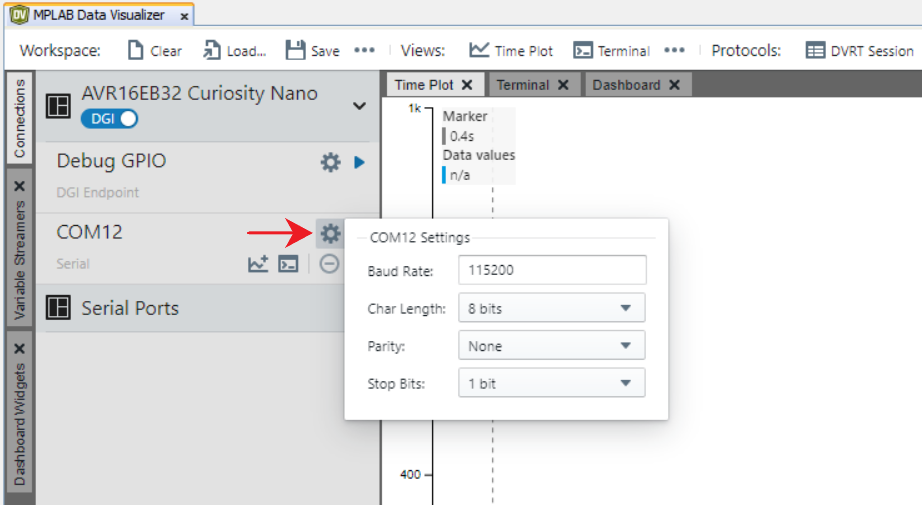 DV MPLAB Data Visualizer ×
Workspace: Clear Load... Save ••• Views: Time Plot Terminal ••• Protocols: DVRT Session
Connections
Variable Streamers
Dashboard Widgets
AVR16EB32 Curiosity Nano
DGI
Debug GPIO
DGI Endpoint
COM12
Serial
Serial Ports
Time Plot Terminal Dashboard
1k
Marker
0.4s
Data values
n/a
400
COM12 Settings
Baud Rate: 115200
Char Length: 8 bits
Parity: None
Stop Bits: 1 bit